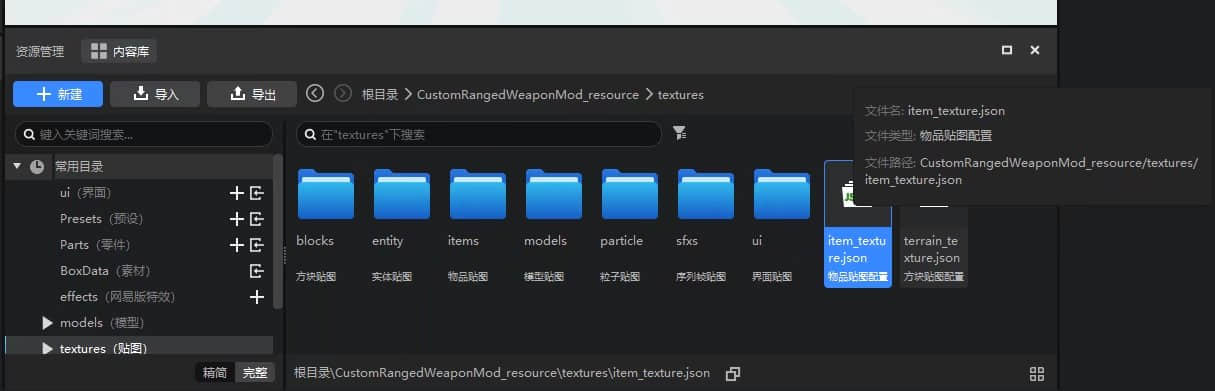 资源管理 内容库
新建 导入 导出 根目录 CustomRangedWeaponMod_resource textures
键入关键词搜索... 在"textures"下搜索
文件名: item_texture.json
文件类型: 物品贴图配置
文件路径: CustomRangedWeaponMod_resource/textures/
item_texture.json
常用目录
ui（界面）
Presets（预设）
Parts（零件）
BoxData（素材）
effects（网易版特效）
models（模型）
textures（贴图）
精简 完整
blocks
方块贴图
entity
实体贴图
items
物品贴图
models
模型贴图
particle
粒子贴图
sfxs
序列帧贴图
ui
界面贴图
item_textu
re.json
物品贴图配置
terrain_te
xture.json
方块贴图配置
根目录\CustomRangedWeaponMod_resource\textures\item_texture.json